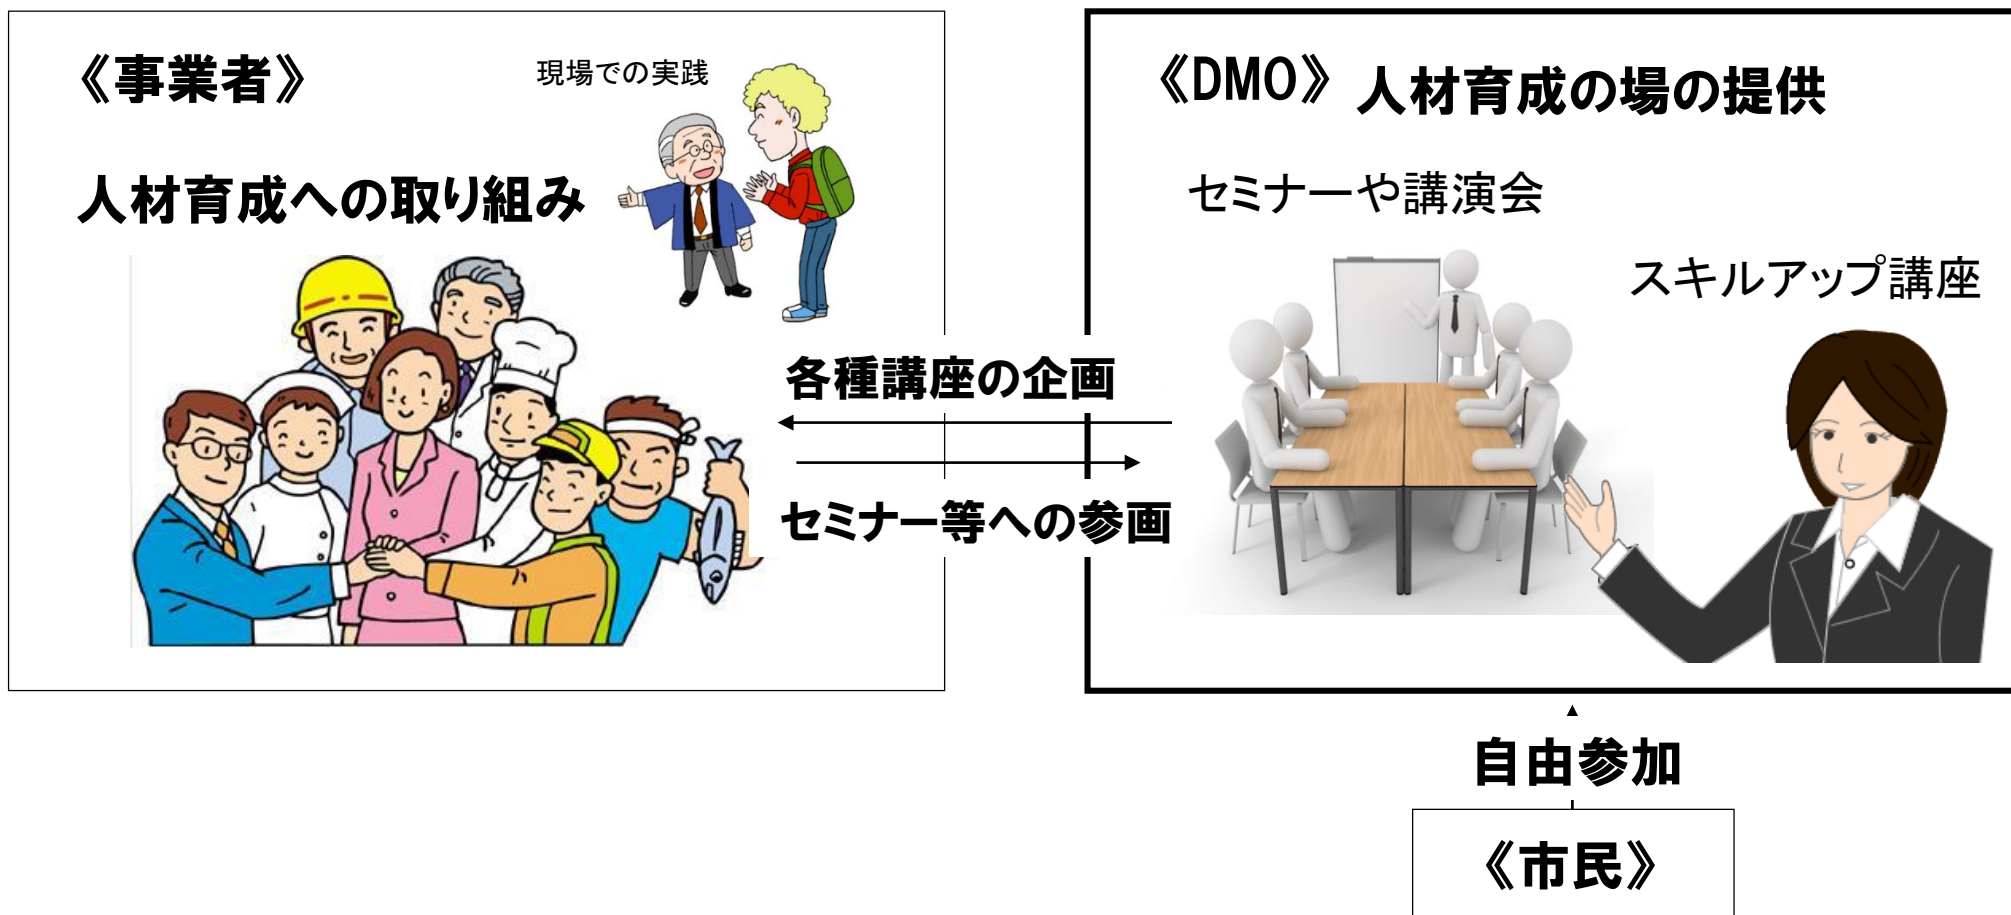 《事業者》
現場での実践
人材育成への取り組み
《DMO》人材育成の場の提供
セミナーや講演会
スキルアップ講座
各種講座の企画
セミナー等への参画
自由参加
《市民》